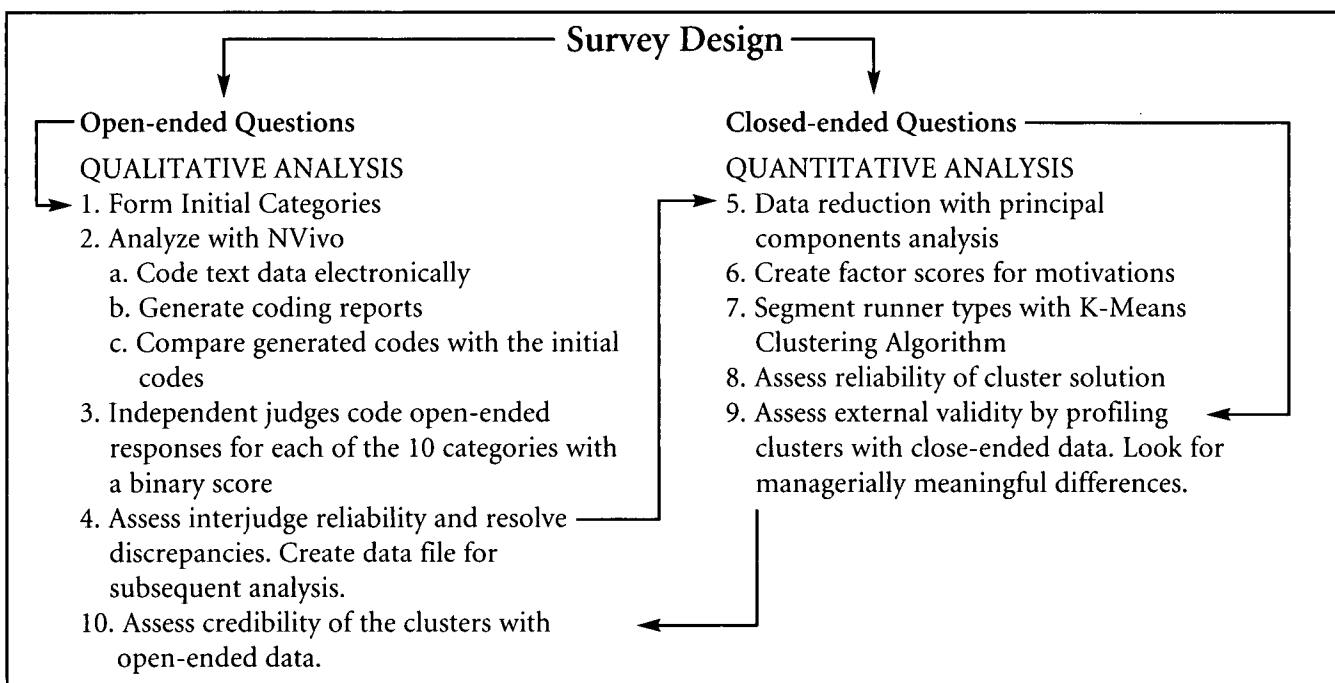 Survey Design
Open-ended Questions
QUALITATIVE ANALYSIS
1. Form Initial Categories
2. Analyze with NVivo
a. Code text data electronically
b. Generate coding reports
c. Compare generated codes with the initial
codes
3. Independent judges code open-ended
responses for each of the 10 categories with
a binary score
4. Assess interjudge reliability and resolve
discrepancies. Create data file for
subsequent analysis.
10. Assess credibility of the clusters with
open-ended data.
Closed-ended Questions
QUANTITATIVE ANALYSIS
5. Data reduction with principal
components analysis
6. Create factor scores for motivations
7. Segment runner types with K-Means
Clustering Algorithm
8. Assess reliability of cluster solution
9. Assess external validity by profiling
clusters with close-ended data. Look for
managerially meaningful differences.